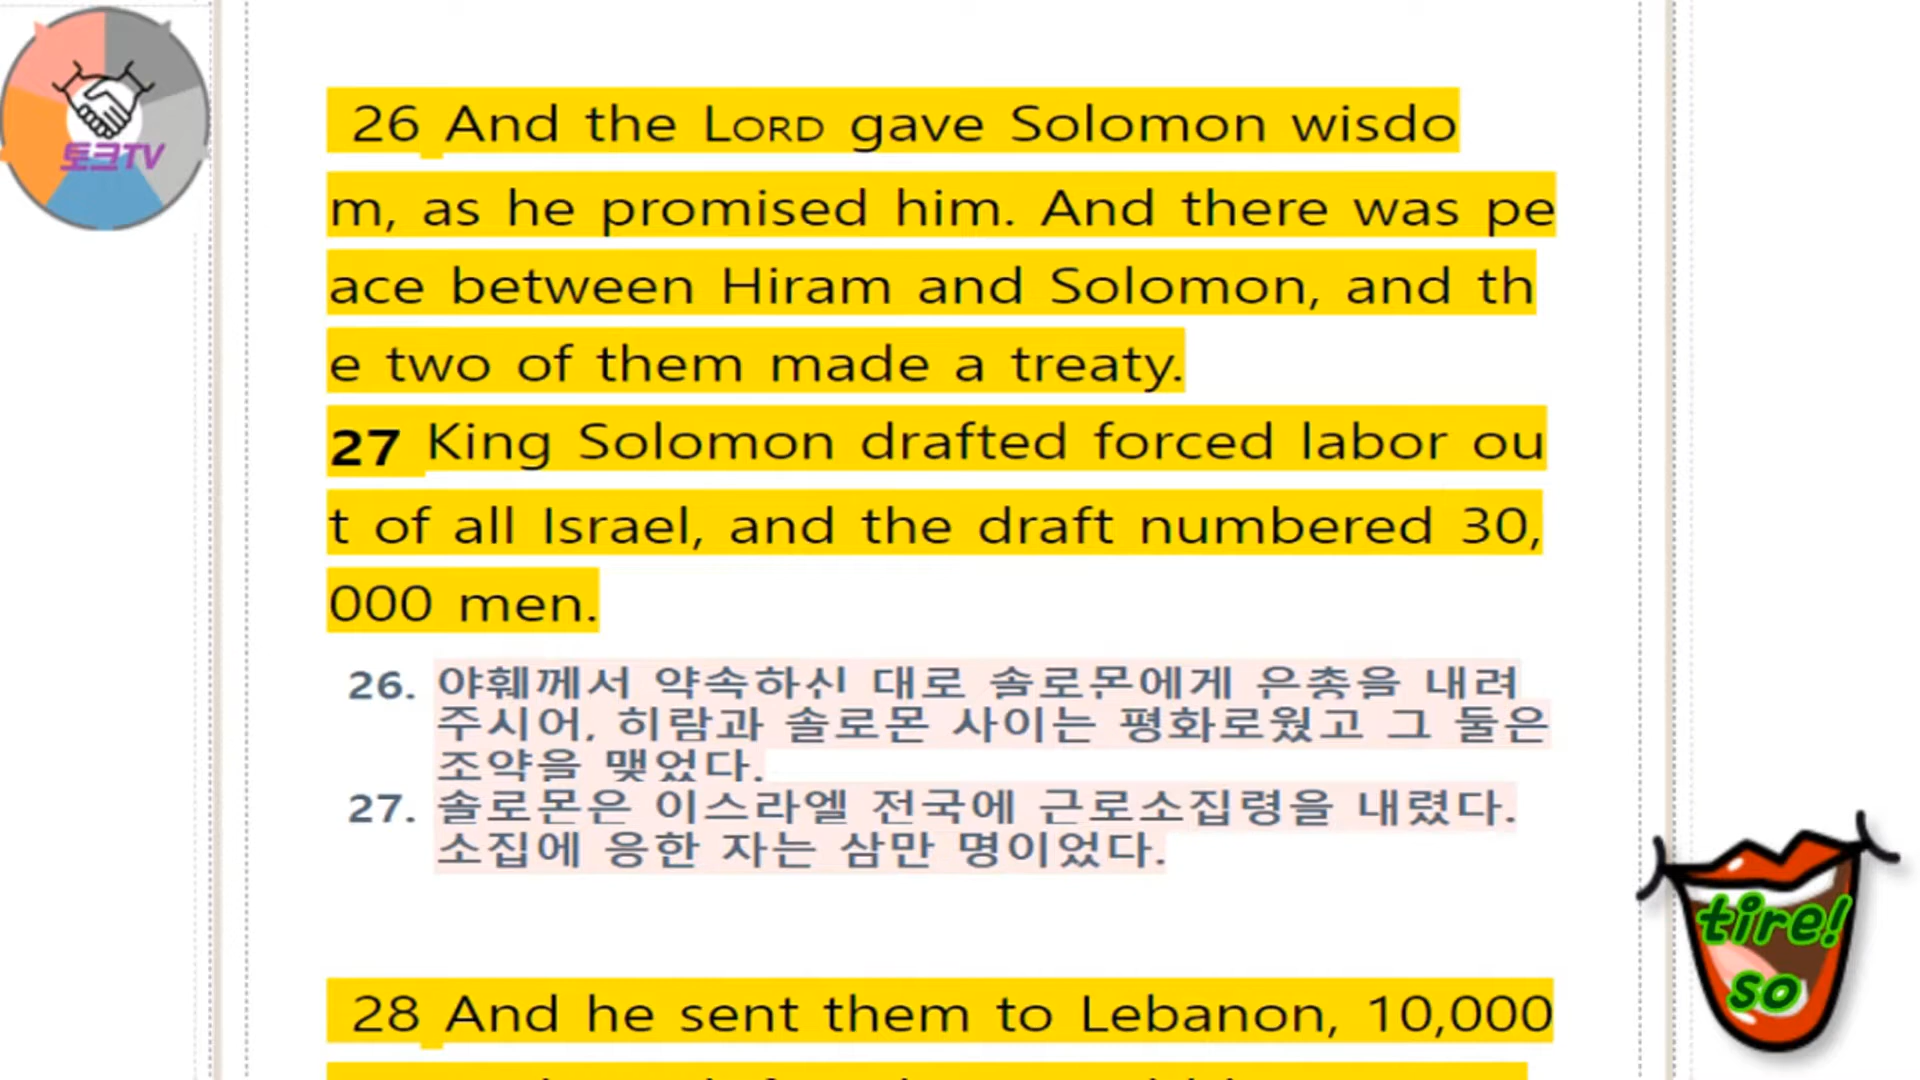 토크TV
26 And the LORD gave Solomon wisdo
m, as he promised him. And there was pe
ace between Hiram and Solomon, and th
e two of them made a treaty.
27 King Solomon drafted forced labor ou
t of all Israel, and the draft numbered 30,
000 men.
26. 야훼께서 약속하신 대로 솔로몬에게 은총을 내려
주시어, 히람과 솔로몬 사이는 평화로웠고 그 둘은
조약을 맺었다.
27. 솔로몬은 이스라엘 전국에 근로소집령을 내렸다.
소집에 응한 자는 삼만 명이었다.
tire!
so
28 And he sent them to Lebanon, 10,000